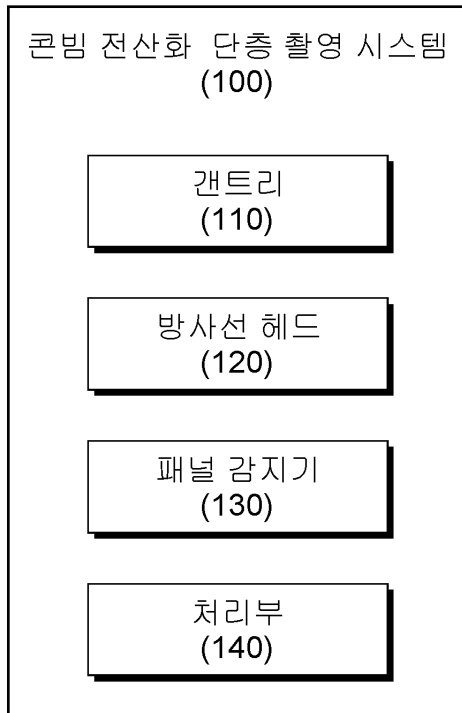 콘빔 전산화 단층 촬영 시스템
(100)
갠트리
(110)
방사선 헤드
(120)
패널 감지기
(130)
처리부
(140)